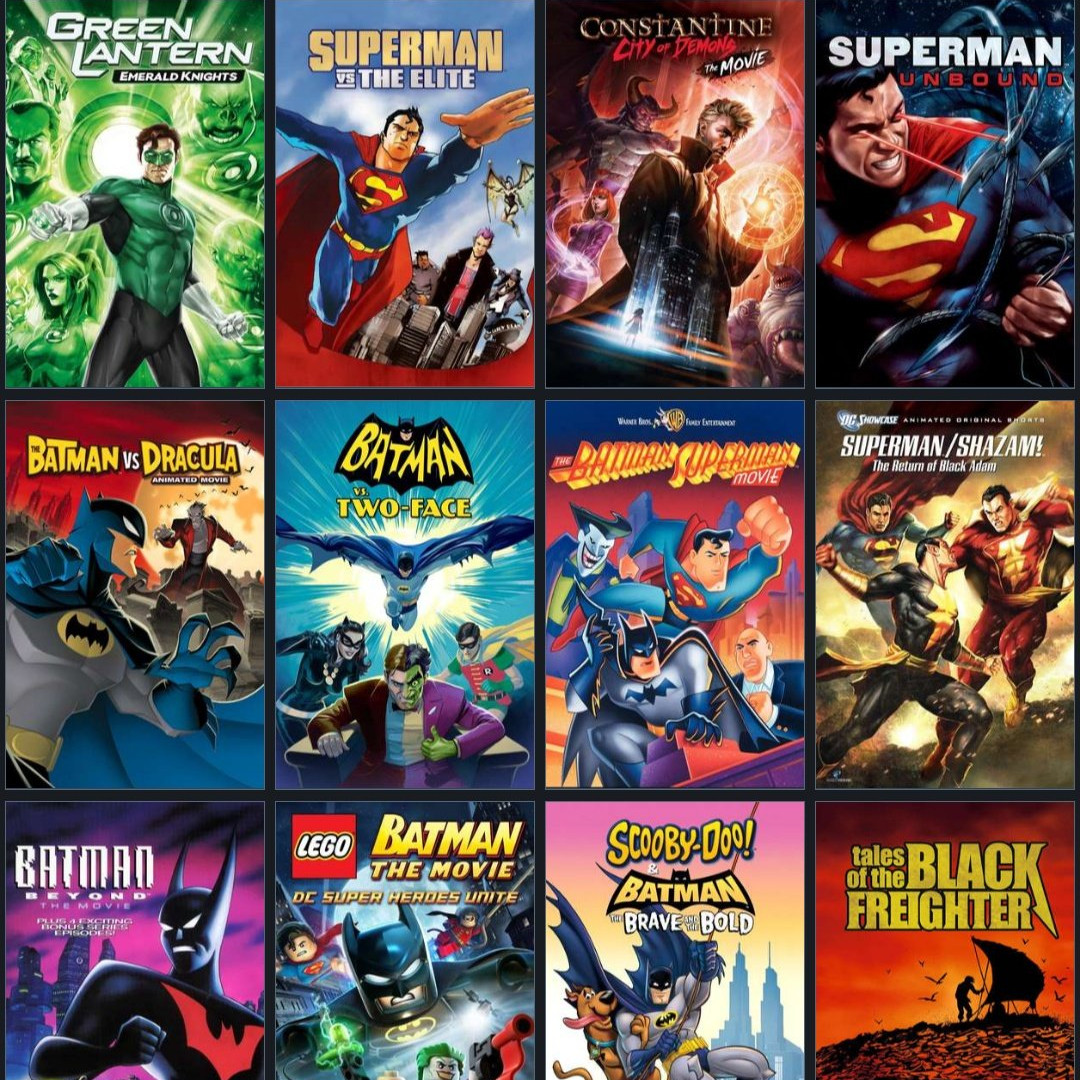 GREEN
LANTERN
EMERALD KNIGHTS
SUPERMAN
VS THE ELITE
CONSTANTINE
CITY OF DEMONS
The MOVIE
SUPERMAN
UNBOUND
THE BATMAN VS DRACULA
ANIMATED MOVIE
BATMAN
VS.
TWO-FACE
WARNER BROS. WB FAMILY ENTERTAINMENT
THE BATMAN SUPERMAN
MOVIE
DC SHOWCASE ANIMATED ORIGINAL SHORTS
SUPERMAN/SHAZAM!
The Return of Black Adam
BATMAN
BEYOND
THE MOVIE
PLUS 4 EXCITING
BONUS SERIES
EPISODES!
LEGO BATMAN
THE MOVIE
DC SUPER HEROES UNITE
SCOOBY-DOO!
&
BATMAN
THE BRAVE AND THE BOLD
tales
of the BLACK
FREIGHTER